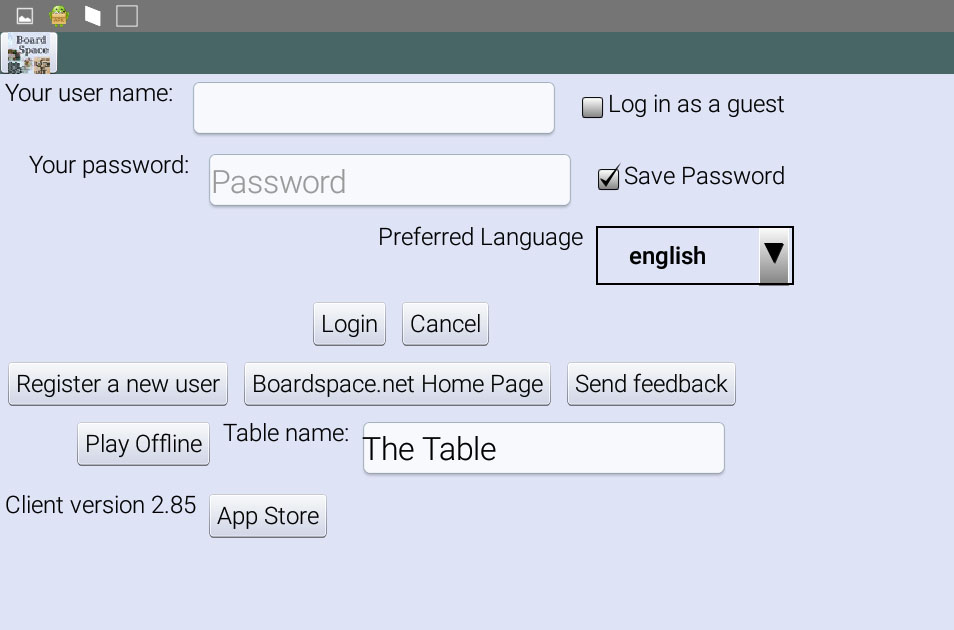 Board
Space
Your user name:
Log in as a guest
Your password:
Password
Save Password
Preferred Language
english
Login
Cancel
Register a new user
Boardspace.net Home Page
Send feedback
Play Offline
Table name:
The Table
Client version 2.85
App Store